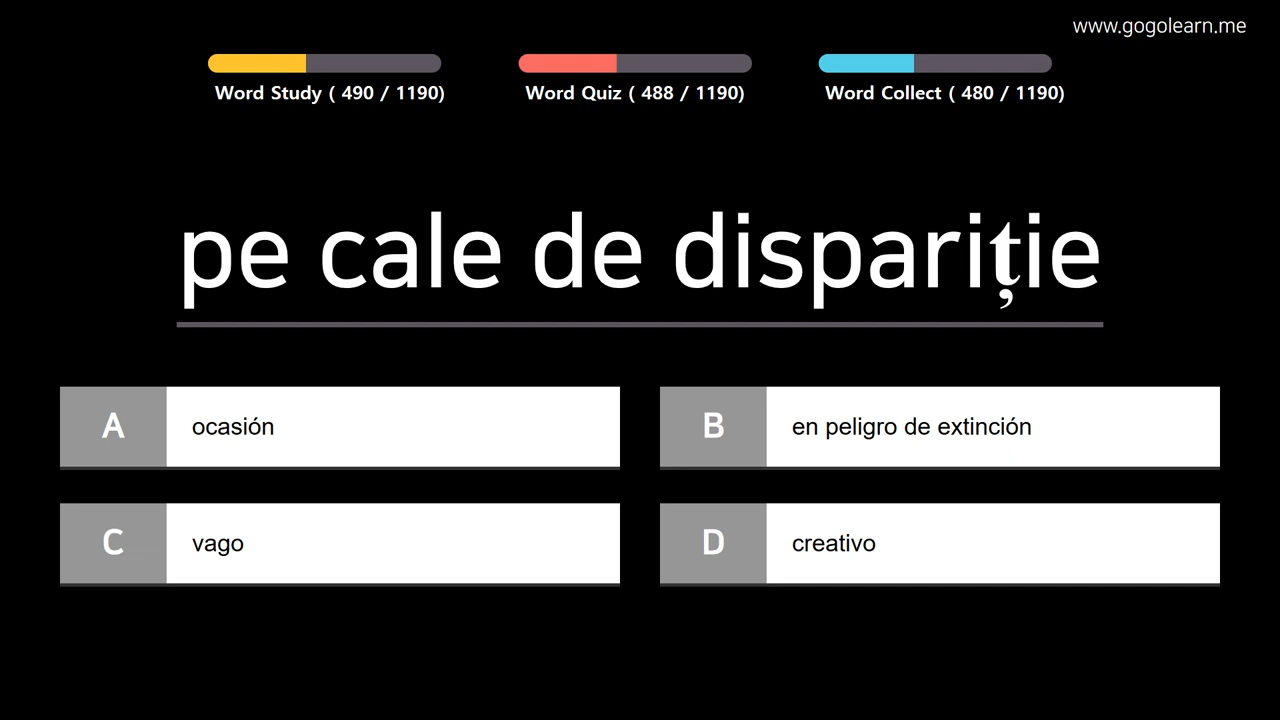 www.gogolearn.me
Word Study ( 490 / 1190)
Word Quiz ( 488 / 1190)
Word Collect ( 480 / 1190)
pe cale de dispariție
A
ocasión
B
en peligro de extinción
C
vago
D
creativo